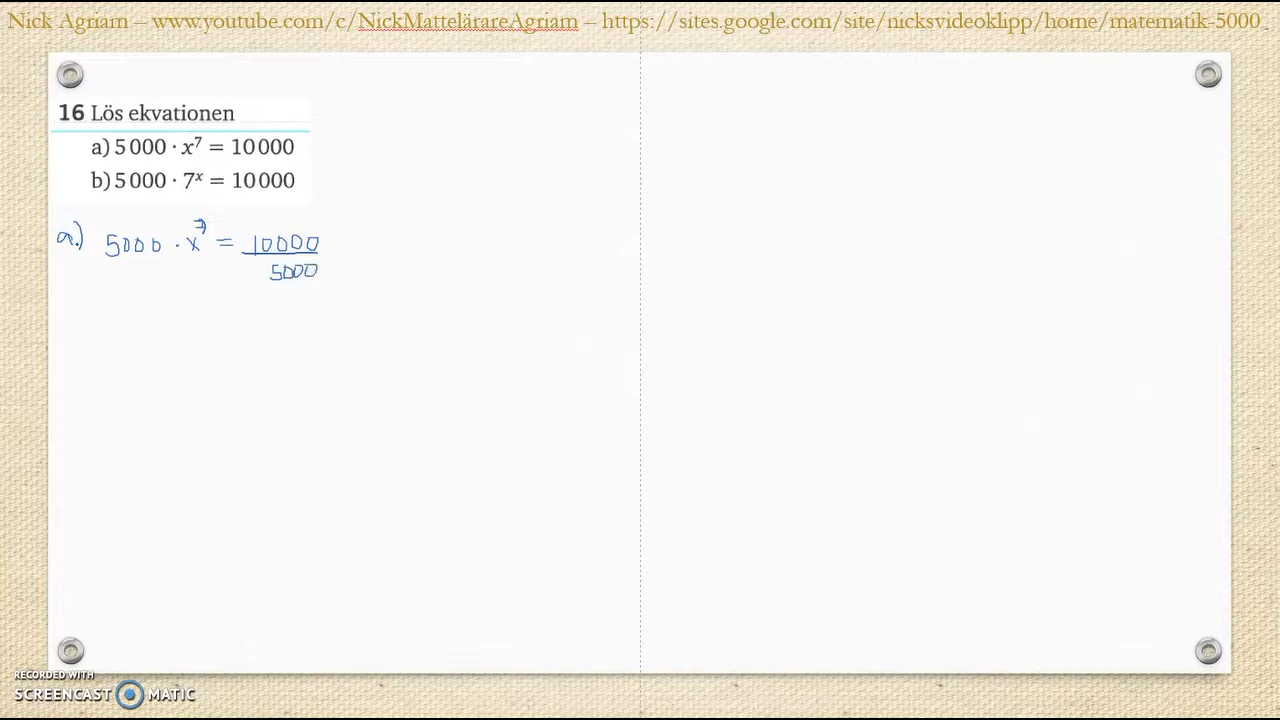 Nick Agriam – www.youtube.com/c/NickMattelärareAgriam – https://sites.google.com/site/nicksvideoklipp/home/matematik-5000
16 Lös ekvationen
a) 5 000 · x⁷ = 10 000
b) 5 000 · 7ˣ = 10 000
a.) 5000 · x⁷ = 10000
5000
RECORDED WITH
SCREENCAST MATIC